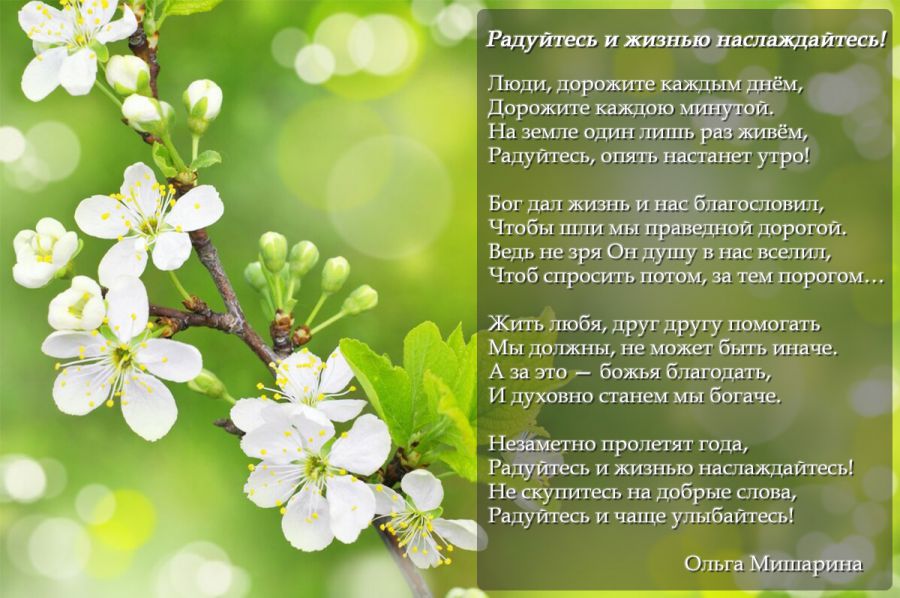 Радуйтесь и жизнью наслаждайтесь!
Люди, дорожите каждым днём,
Дорожите каждою минутой.
На земле один лишь раз живём,
Радуйтесь, опять настанет утро!
Бог дал жизнь и нас благословил,
Чтобы шли мы праведной дорогой.
Ведь не зря Он душу в нас вселил,
Чтоб спросить потом, за тем порогом...
Жить любя, друг другу помогать
Мы должны, не может быть иначе.
А за это — божья благодать,
И духовно станем мы богаче.
Незаметно пролетят года,
Радуйтесь и жизнью наслаждайтесь!
Не скупитесь на добрые слова,
Радуйтесь и чаще улыбайтесь!
Ольга Мишарина